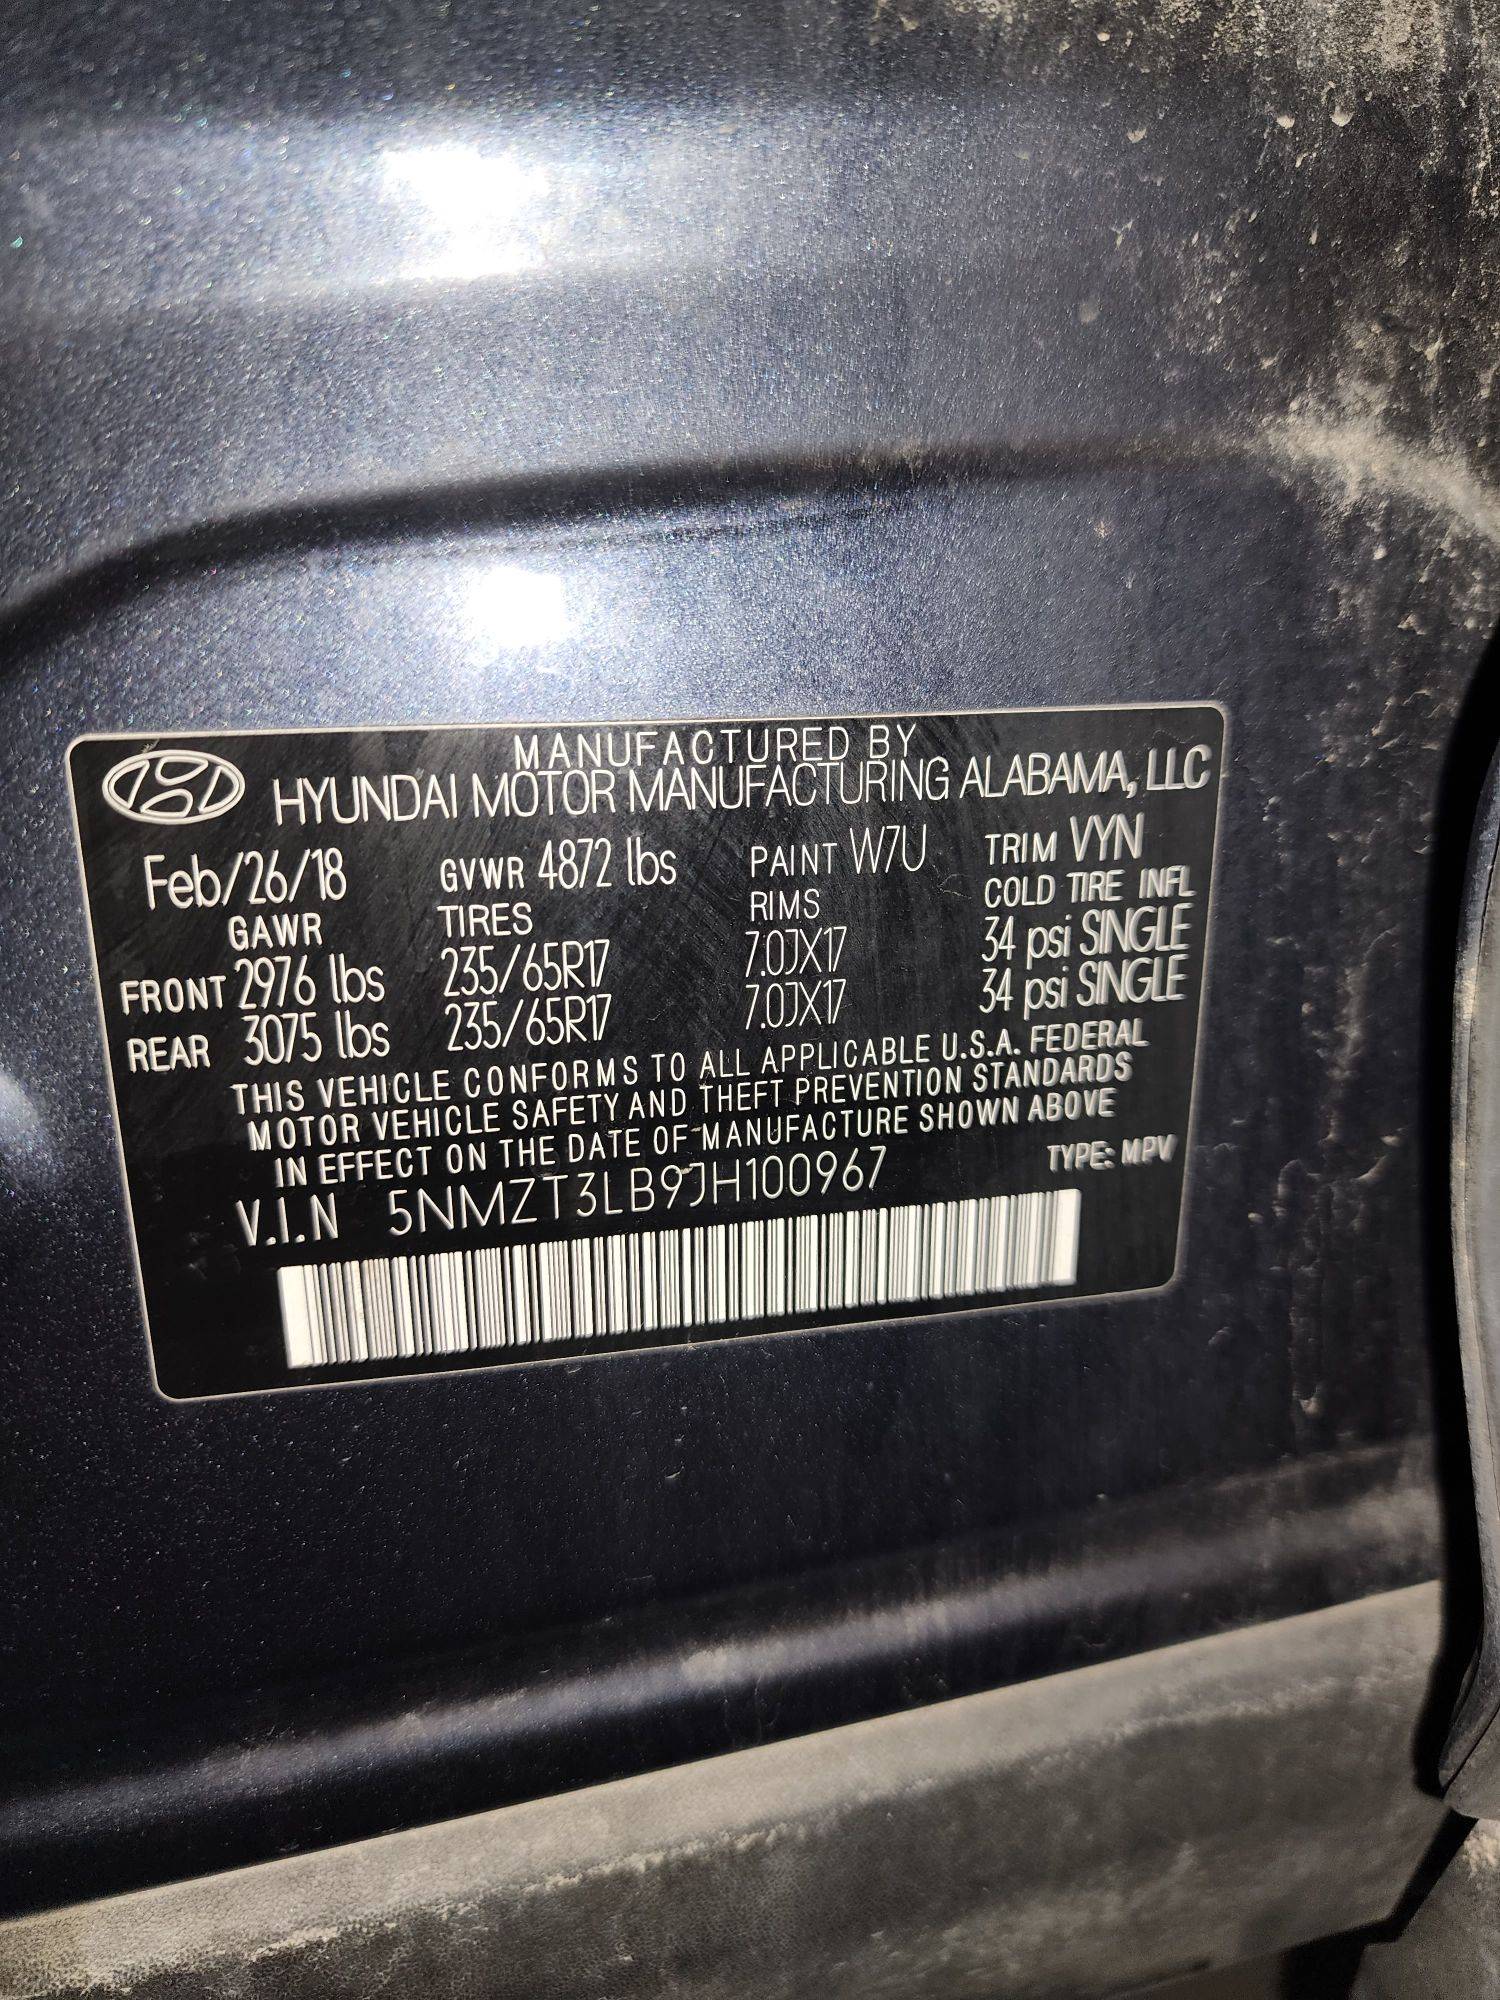 MANUFACTURED BY
HYUNDAI MOTOR MANUFACTURING ALABAMA, LLC
Feb/26/18 GVWR 4872 lbs PAINT W7U TRIM VYN
GAWR TIRES RIMS COLD TIRE INFL
FRONT 2976 lbs 235/65R17 7.0JX17 34 psi SINGLE
REAR 3075 lbs 235/65R17 7.0JX17 34 psi SINGLE
THIS VEHICLE CONFORMS TO ALL APPLICABLE U.S.A. FEDERAL
MOTOR VEHICLE SAFETY AND THEFT PREVENTION STANDARDS
IN EFFECT ON THE DATE OF MANUFACTURE SHOWN ABOVE
V.I.N 5NMZT3LB9JH100967 TYPE: MPV